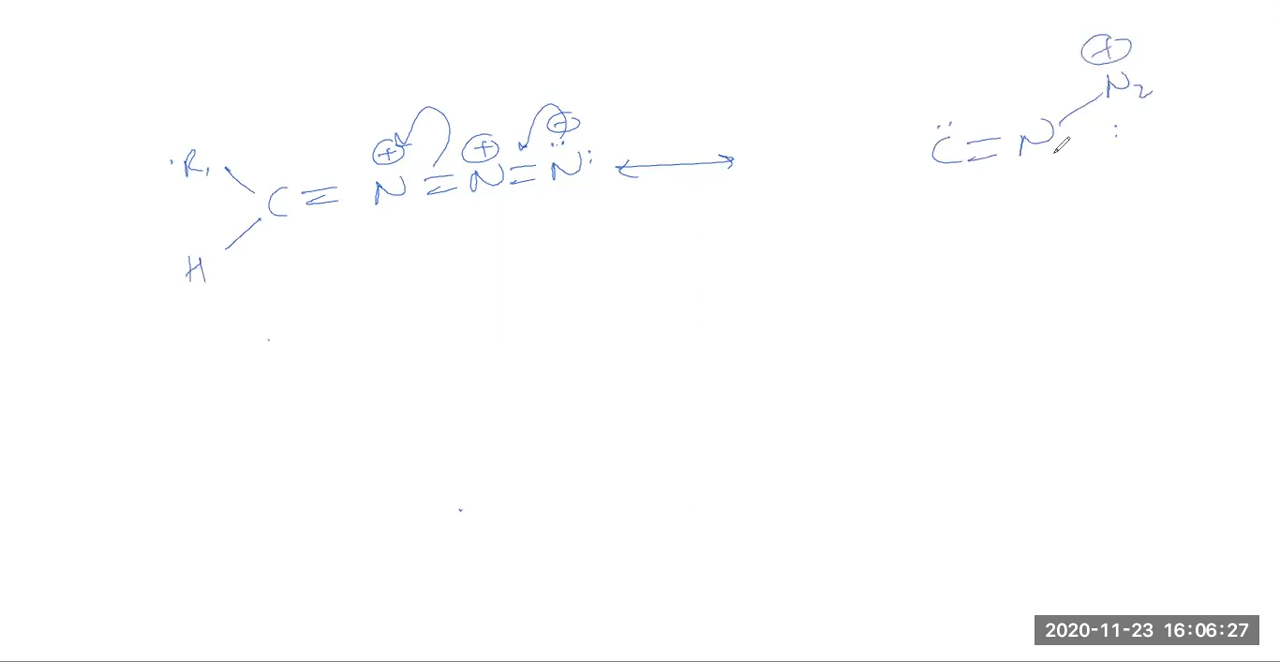 ⊕
N2
⊕ ⊕ ⊕
R1 C = N = N = N: ⟷ C = N :
H
2020-11-23 16:06:27